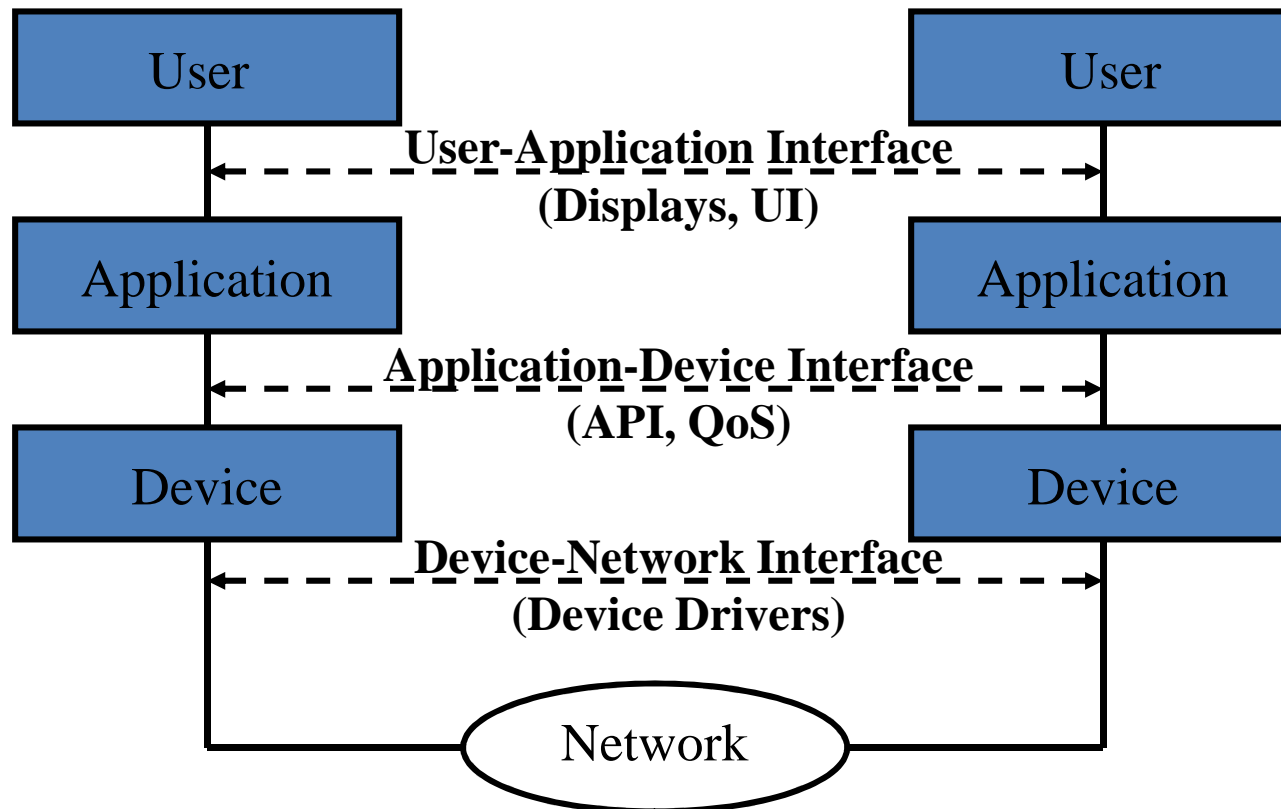 User
User
User-Application Interface
(Displays, UI)
Application
Application
Application-Device Interface
(API, QoS)
Device
Device
Device-Network Interface
(Device Drivers)
Network